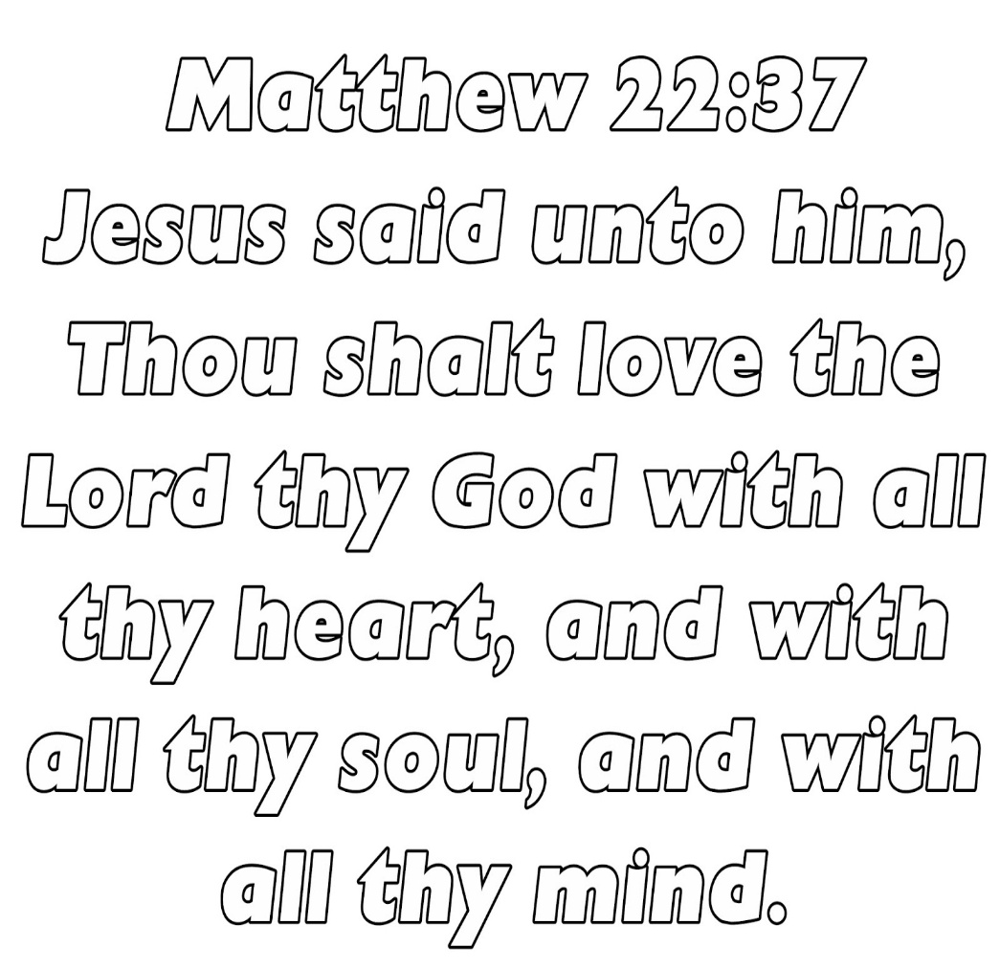 Matthew 22:37
Jesus said unto him,
Thou shalt love the
Lord thy God with all
thy heart, and with
all thy soul, and with
all thy mind.